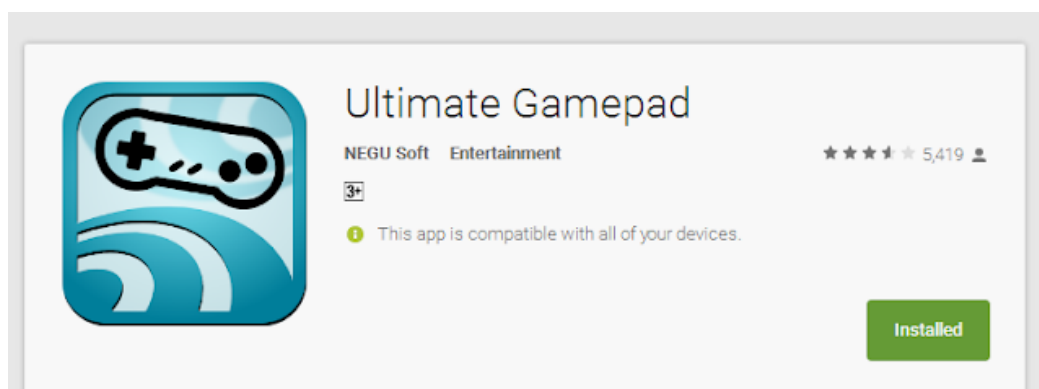 Ultimate Gamepad
NEGU Soft Entertainment 5,419
3+
This app is compatible with all of your devices.
Installed